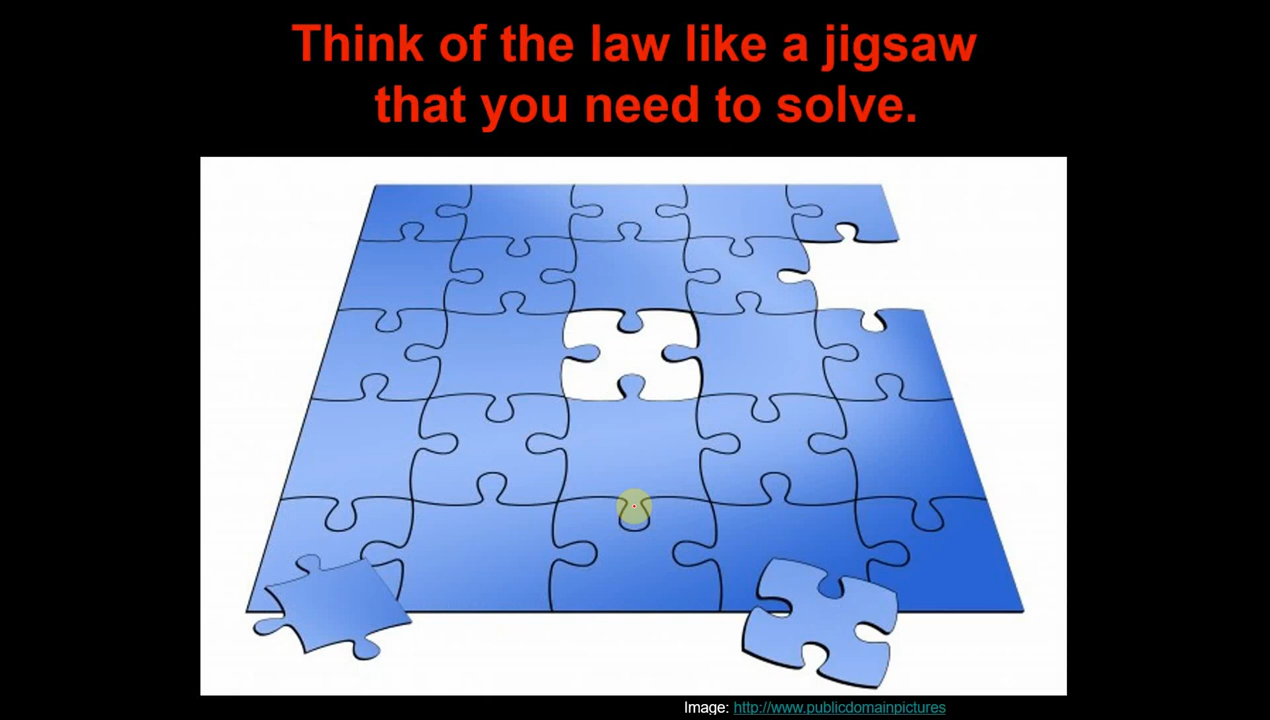 Think of the law like a jigsaw
that you need to solve.
Image: http://www.publicdomainpictures